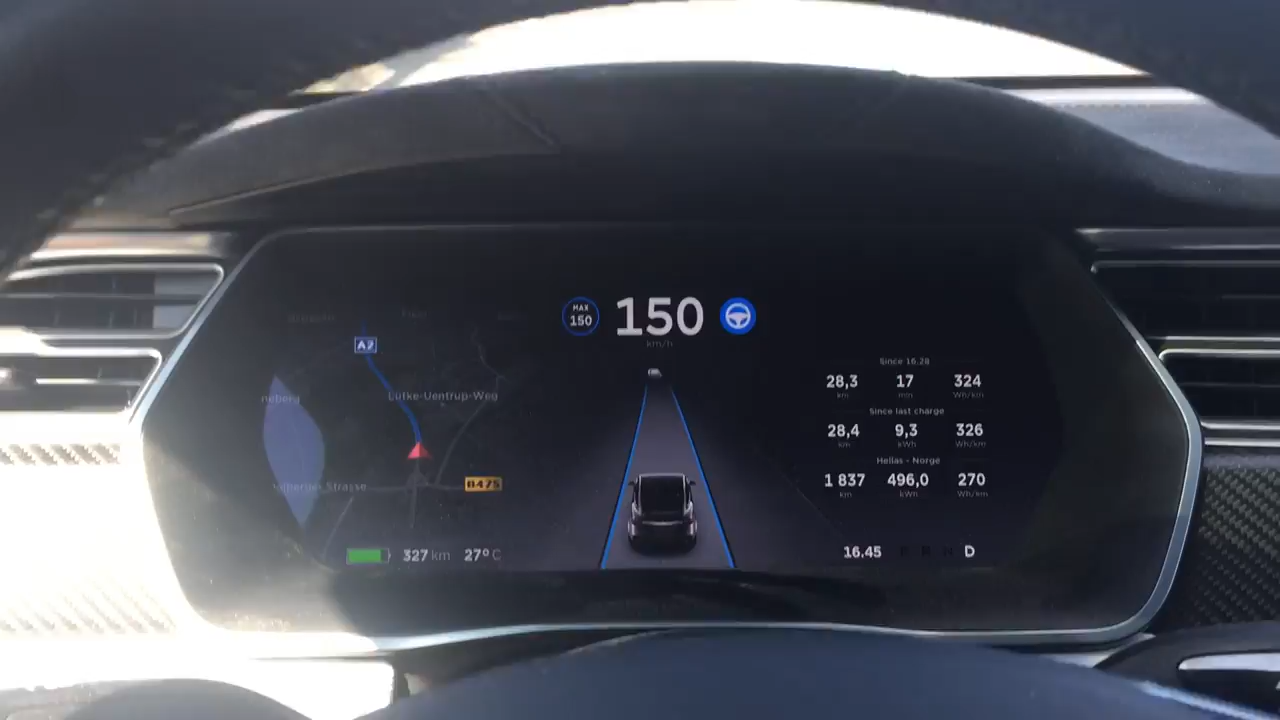 MAX
150
150
km/h
A2
Lütke-Uentrup-Weg
B475
327 km 27° C
Since 16.28
28,3 17 324
km min Wh/km
Since last charge
28,4 9,3 326
km kWh Wh/km
Hellas - Norge
1 837 496,0 270
km kWh Wh/km
16.45 P R N D